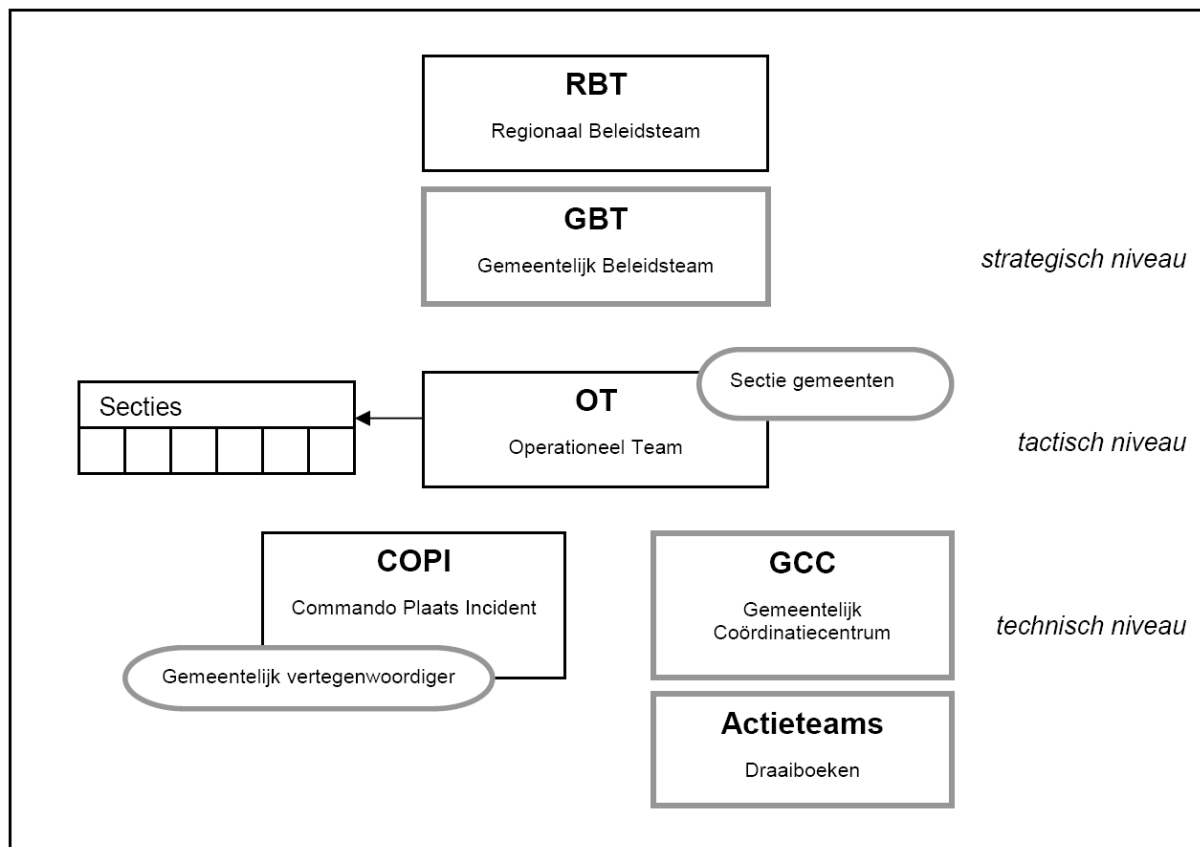 RBT
Regionaal Beleidsteam
GBT
Gemeentelijk Beleidsteam
strategisch niveau
Secties
OT
Operationeel Team
Sectie gemeenten
tactisch niveau
COPI
Commando Plaats Incident
Gemeentelijk vertegenwoordiger
GCC
Gemeentelijk
Coördinatiecentrum
technisch niveau
Actieteams
Draaiboeken